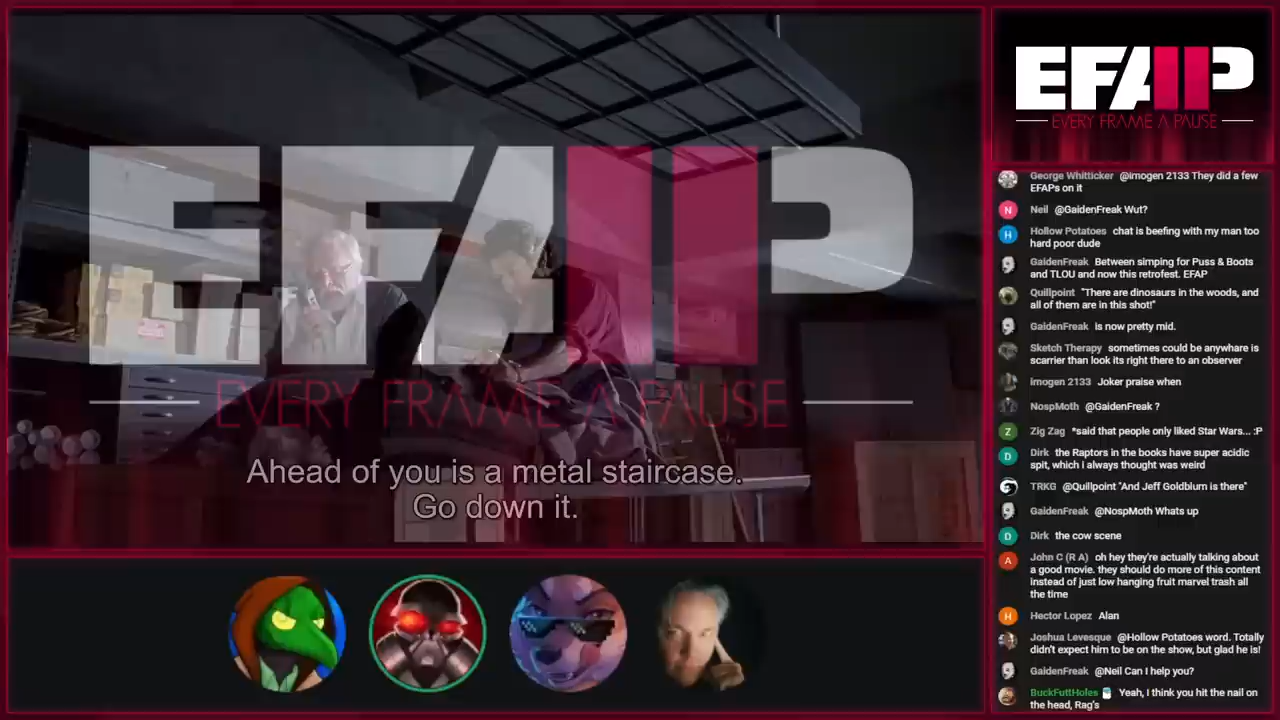 EFAP
EVERY FRAME A PAUSE
Ahead of you is a metal staircase.
Go down it.
EFAP
EVERY FRAME A PAUSE
George Whitticker @imogen 2133 They did a few
EFAPs on it
N Neil @GaidenFreak Wut?
H Hollow Potatoes chat is beefing with my man too
hard poor dude
GaidenFreak Between simping for Puss & Boots
and TLOU and now this retrofest. EFAP
Quillpoint "There are dinosaurs in the woods, and
all of them are in this shot!"
GaidenFreak is now pretty mid.
Sketch Therapy sometimes could be anywhere is
scarrier than look its right there to an observer
imogen 2133 Joker praise when
NospMoth @GaidenFreak ?
Z Zig Zag *said that people only liked Star Wars... :P
D Dirk the Raptors in the books have super acidic
spit, which I always thought was weird
TRKG @Quillpoint "And Jeff Goldblum is there"
GaidenFreak @NospMoth Whats up
D Dirk the cow scene
A John C (R A) oh hey they're actually talking about
a good movie. they should do more of this content
instead of just low hanging fruit marvel trash all
the time
H Hector Lopez Alan
Joshua Levesque @Hollow Potatoes word. Totally
didn't expect him to be on the show, but glad he is!
GaidenFreak @Neil Can I help you?
BuckFuttHoles Yeah, I think you hit the nail on
the head, Rag's